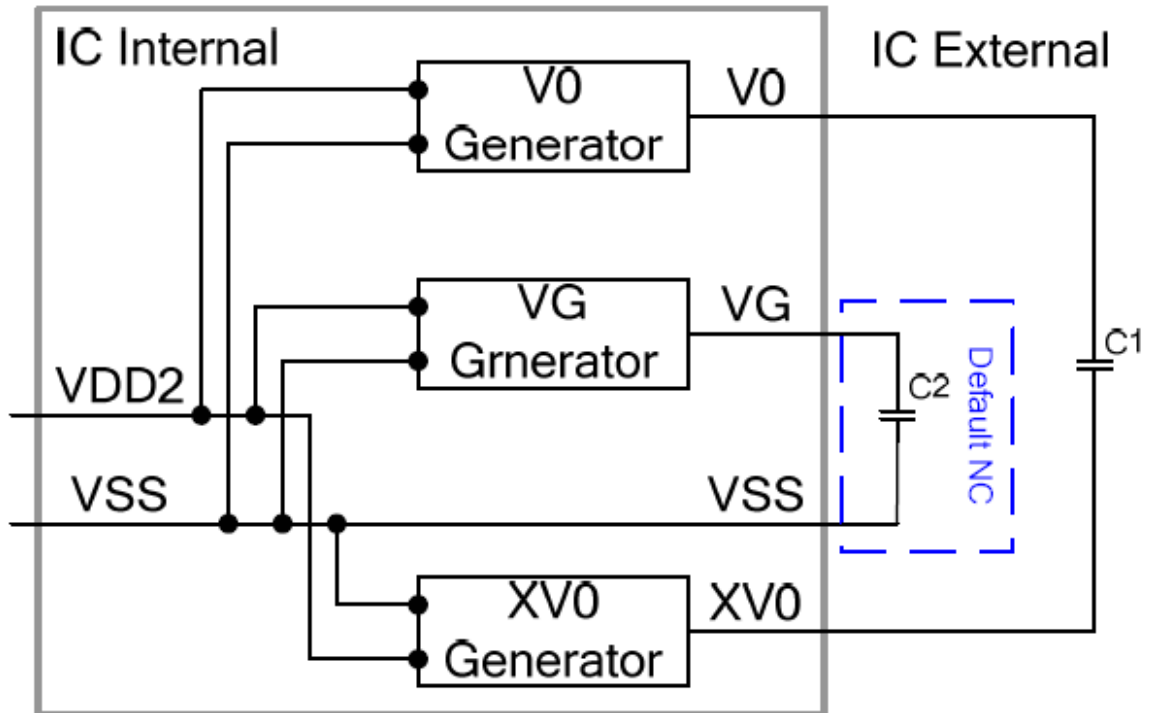 IC Internal
IC External
V0
Generator
V0
VG
Grnerator
VG
C1
C2
Default NC
VDD2
VSS
VSS
XV0
Generator
XV0